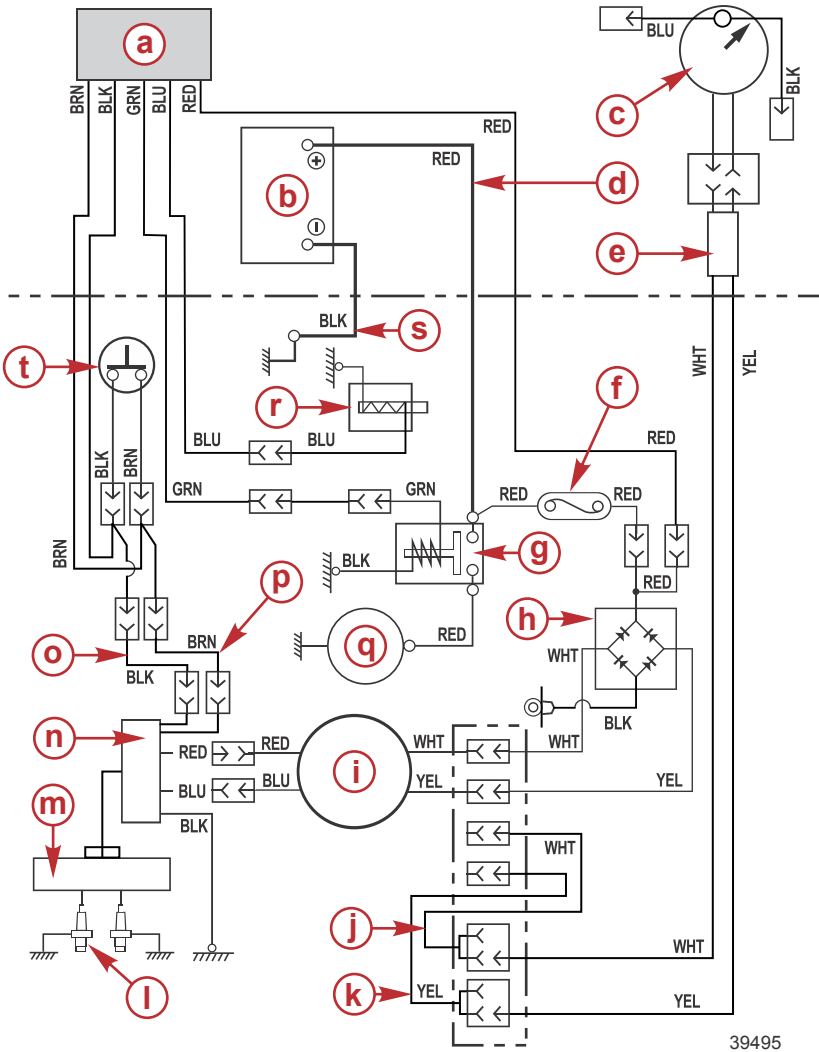 a
BLU
BRN
BLK
GRN
BLU
RED
BLK
c
RED
RED
b
d
e
BLK
s
t
WHT
YEL
r
f
BLU
BLU
RED
BLK
BRN
GRN
GRN
RED
RED
g
BRN
BLK
p
RED
h
q
RED
BRN
o
BLK
WHT
n
RED
RED
WHT
WHT
BLK
i
BLU
BLU
YEL
YEL
m
BLK
WHT
j
WHT
l
k
YEL
YEL
39495